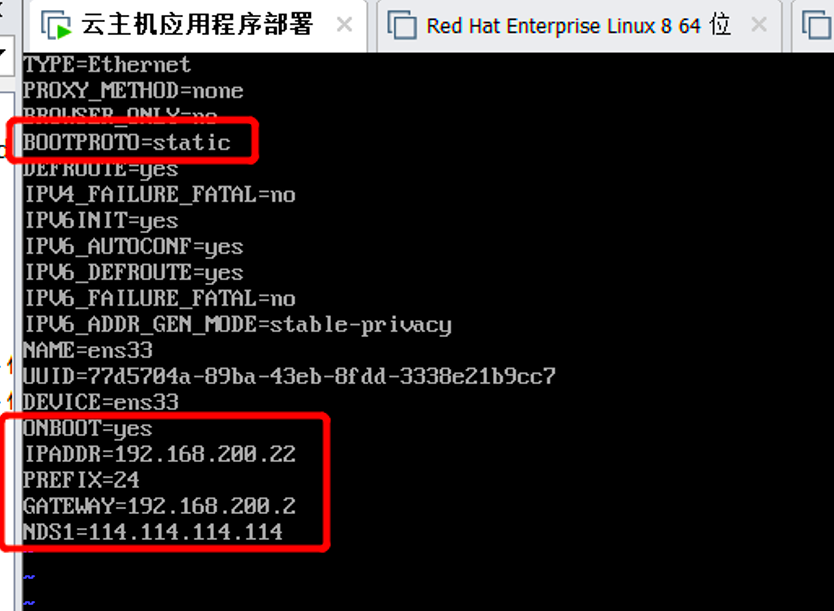 云主机应用程序部署
Red Hat Enterprise Linux 8 64 位
TYPE=Ethernet
PROXY_METHOD=none
BROWSER_ONLY=no
BOOTPROTO=static
DEFROUTE=yes
IPV4_FAILURE_FATAL=no
IPV6INIT=yes
IPV6_AUTOCONF=yes
IPV6_DEFROUTE=yes
IPV6_FAILURE_FATAL=no
IPV6_ADDR_GEN_MODE=stable-privacy
NAME=ens33
UUID=77d5704a-89ba-43eb-8fdd-3338e21b9cc7
DEVICE=ens33
ONBOOT=yes
IPADDR=192.168.200.22
PREFIX=24
GATEWAY=192.168.200.2
NDS1=114.114.114.114
~
~
~